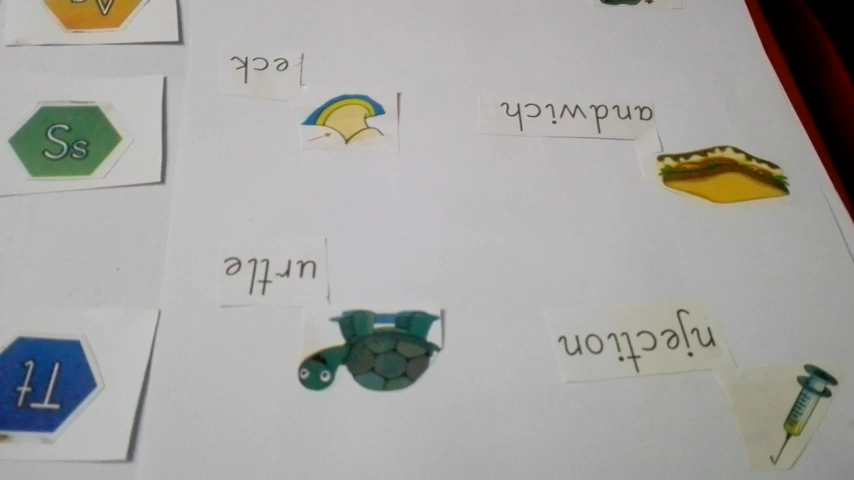 njection
urtle
Tt
andwich
eck
Ss